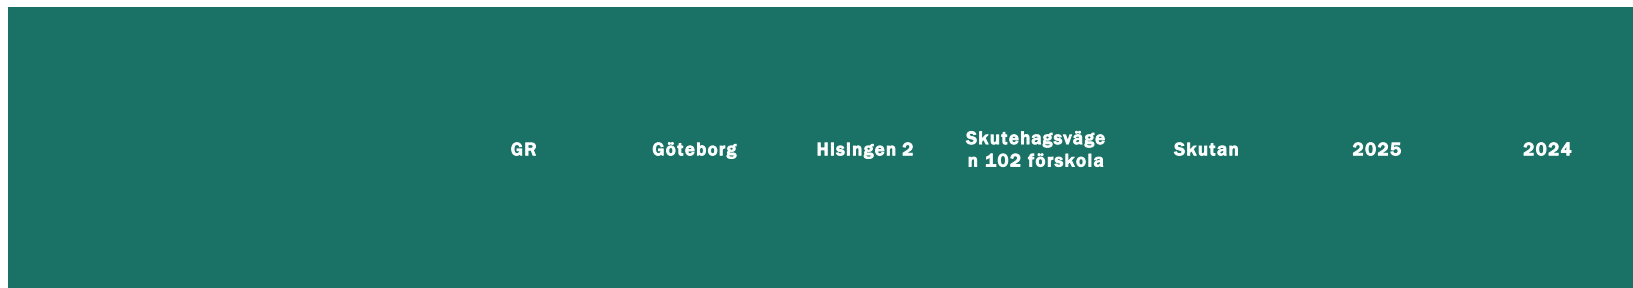 GR
Göteborg
Hisingen 2
Skutehagsväge
n 102 förskola
Skutan
2025
2024